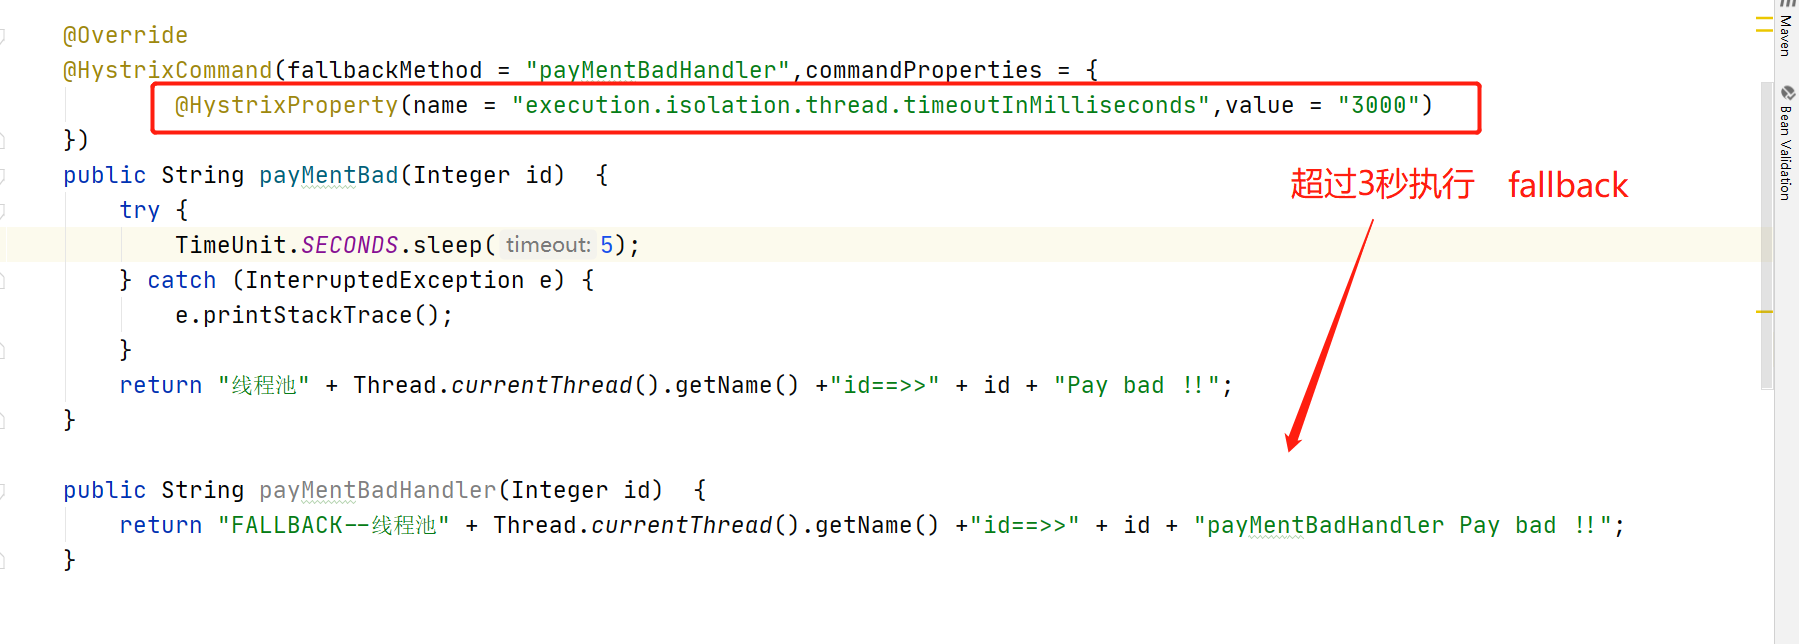 @Override
@HystrixCommand(fallbackMethod = "payMentBadHandler",commandProperties = {
@HystrixProperty(name = "execution.isolation.thread.timeoutInMilliseconds",value = "3000")
})
public String payMentBad(Integer id)  {
超过3秒执行 fallback
try {
TimeUnit.SECONDS.sleep( timeout: 5);
} catch (InterruptedException e) {
e.printStackTrace();
}
return "线程池" + Thread.currentThread().getName() +"id==>>" + id + "Pay bad !!";
}
public String payMentBadHandler(Integer id)  {
return "FALLBACK--线程池" + Thread.currentThread().getName() +"id==>>" + id + "payMentBadHandler Pay bad !!";
}
Maven
Bean Validation